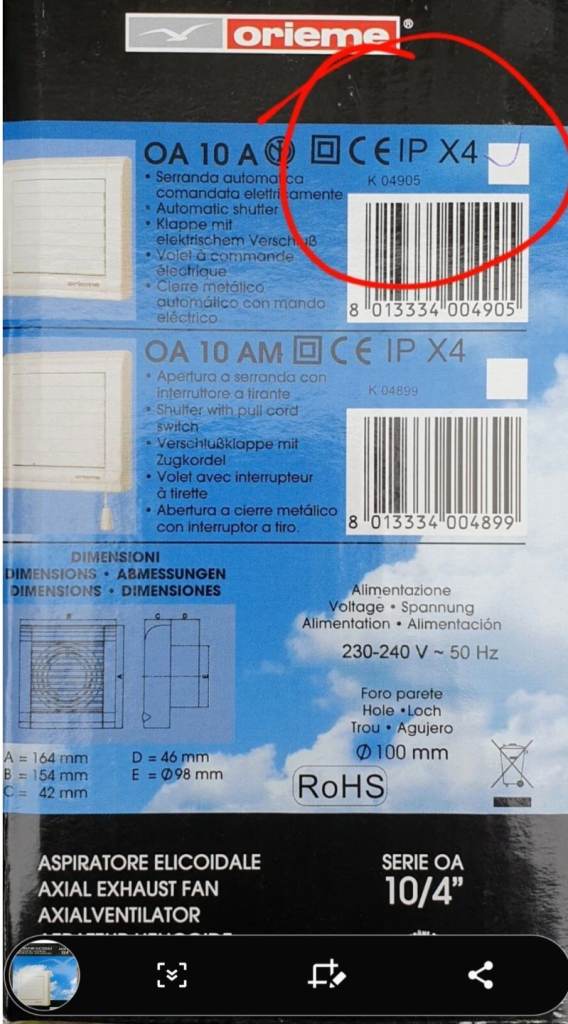 orieme®
OA 10 A CE IP X4
K 04905
• Serranda automatica
comandata elettricamente
• Automatic shutter
• Klappe mit
elektrischem Verschluß
• Volet à commande
électrique
• Cierre metálico
automático con mando
eléctrico
8 013334 004905
OA 10 AM CE IP X4
K 04899
• Apertura a serranda con
interruttore a tirante
• Shutter with pull cord
switch
• Verschlußklappe mit
Zugkordel
• Volet avec interrupteur
à tirette
• Abertura a cierre metálico
con interruptor a tiro.
8 013334 004899
DIMENSIONI
DIMENSIONS • ABMESSUNGEN
DIMENSIONS • DIMENSIONES
A = 164 mm
B = 154 mm
C = 42 mm
D = 46 mm
E = Ø98 mm
Alimentazione
Voltage • Spannung
Alimentation • Alimentación
230-240 V ~ 50 Hz
Foro parete
Hole • Loch
Trou • Agujero
Ø 100 mm
RoHS
ASPIRATORE ELICOIDALE
AXIAL EXHAUST FAN
AXIALVENTILATOR
SERIE OA
10/4”